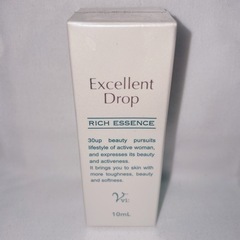 Excellent
Drop
RICH ESSENCE
30up beauty pursuits
lifestyle of active woman,
and expresses its beauty
and activeness.
It brings you to skin with
more toughness, beauty
and softness.
10mL